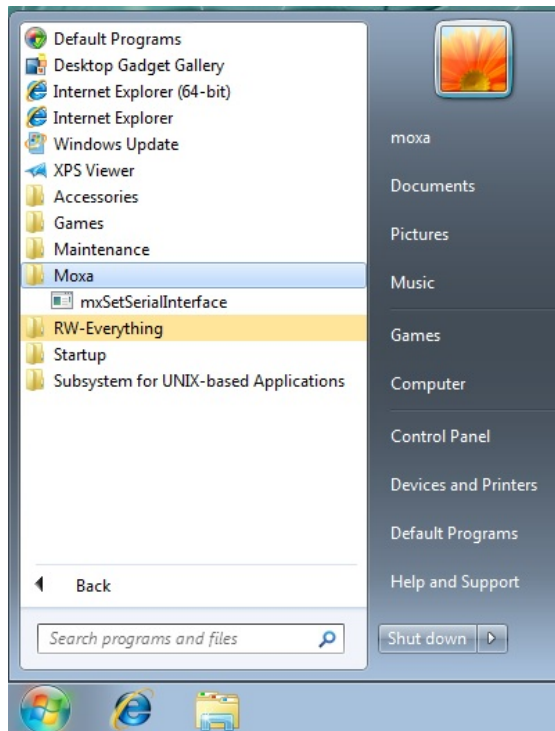 Default Programs
Desktop Gadget Gallery
Internet Explorer (64-bit)
Internet Explorer
Windows Update
XPS Viewer
Accessories
Games
Maintenance
Moxa
mxSetSerialInterface
RW-Everything
Startup
Subsystem for UNIX-based Applications
Back
Search programs and files
moxa
Documents
Pictures
Music
Games
Computer
Control Panel
Devices and Printers
Default Programs
Help and Support
Shut down